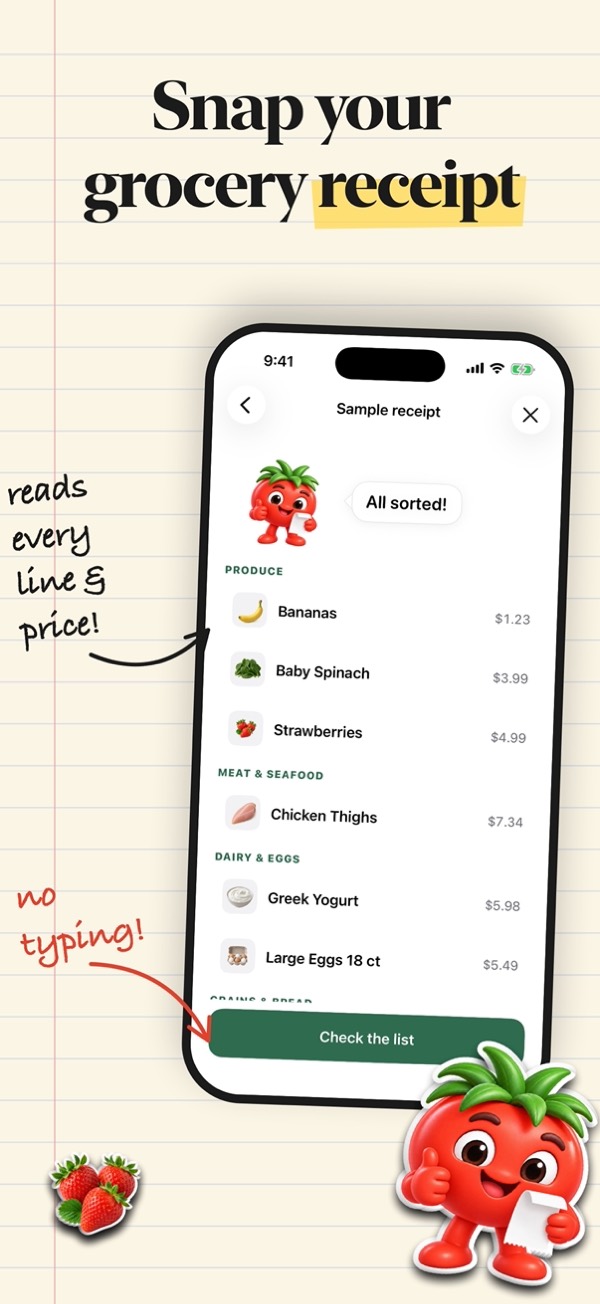 Snap your
grocery receipt
9:41
Sample receipt
All sorted!
reads
every
line &
price!
PRODUCE
Bananas $1.23
Baby Spinach $3.99
Strawberries $4.99
MEAT & SEAFOOD
Chicken Thighs $7.34
DAIRY & EGGS
Greek Yogurt $5.98
no
typing!
Large Eggs 18 ct $5.49
GRAINS & BREAD
Check the list